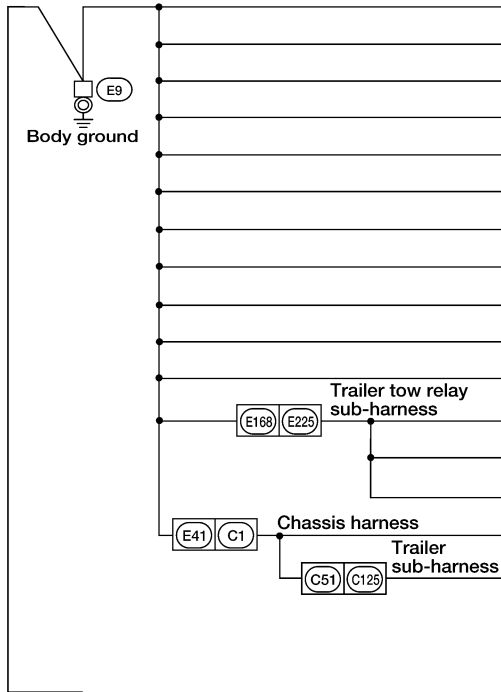 E9
Body ground
Trailer tow relay
sub-harness
E168 E225
E41 C1
Chassis harness
Trailer
sub-harness
C51 C125